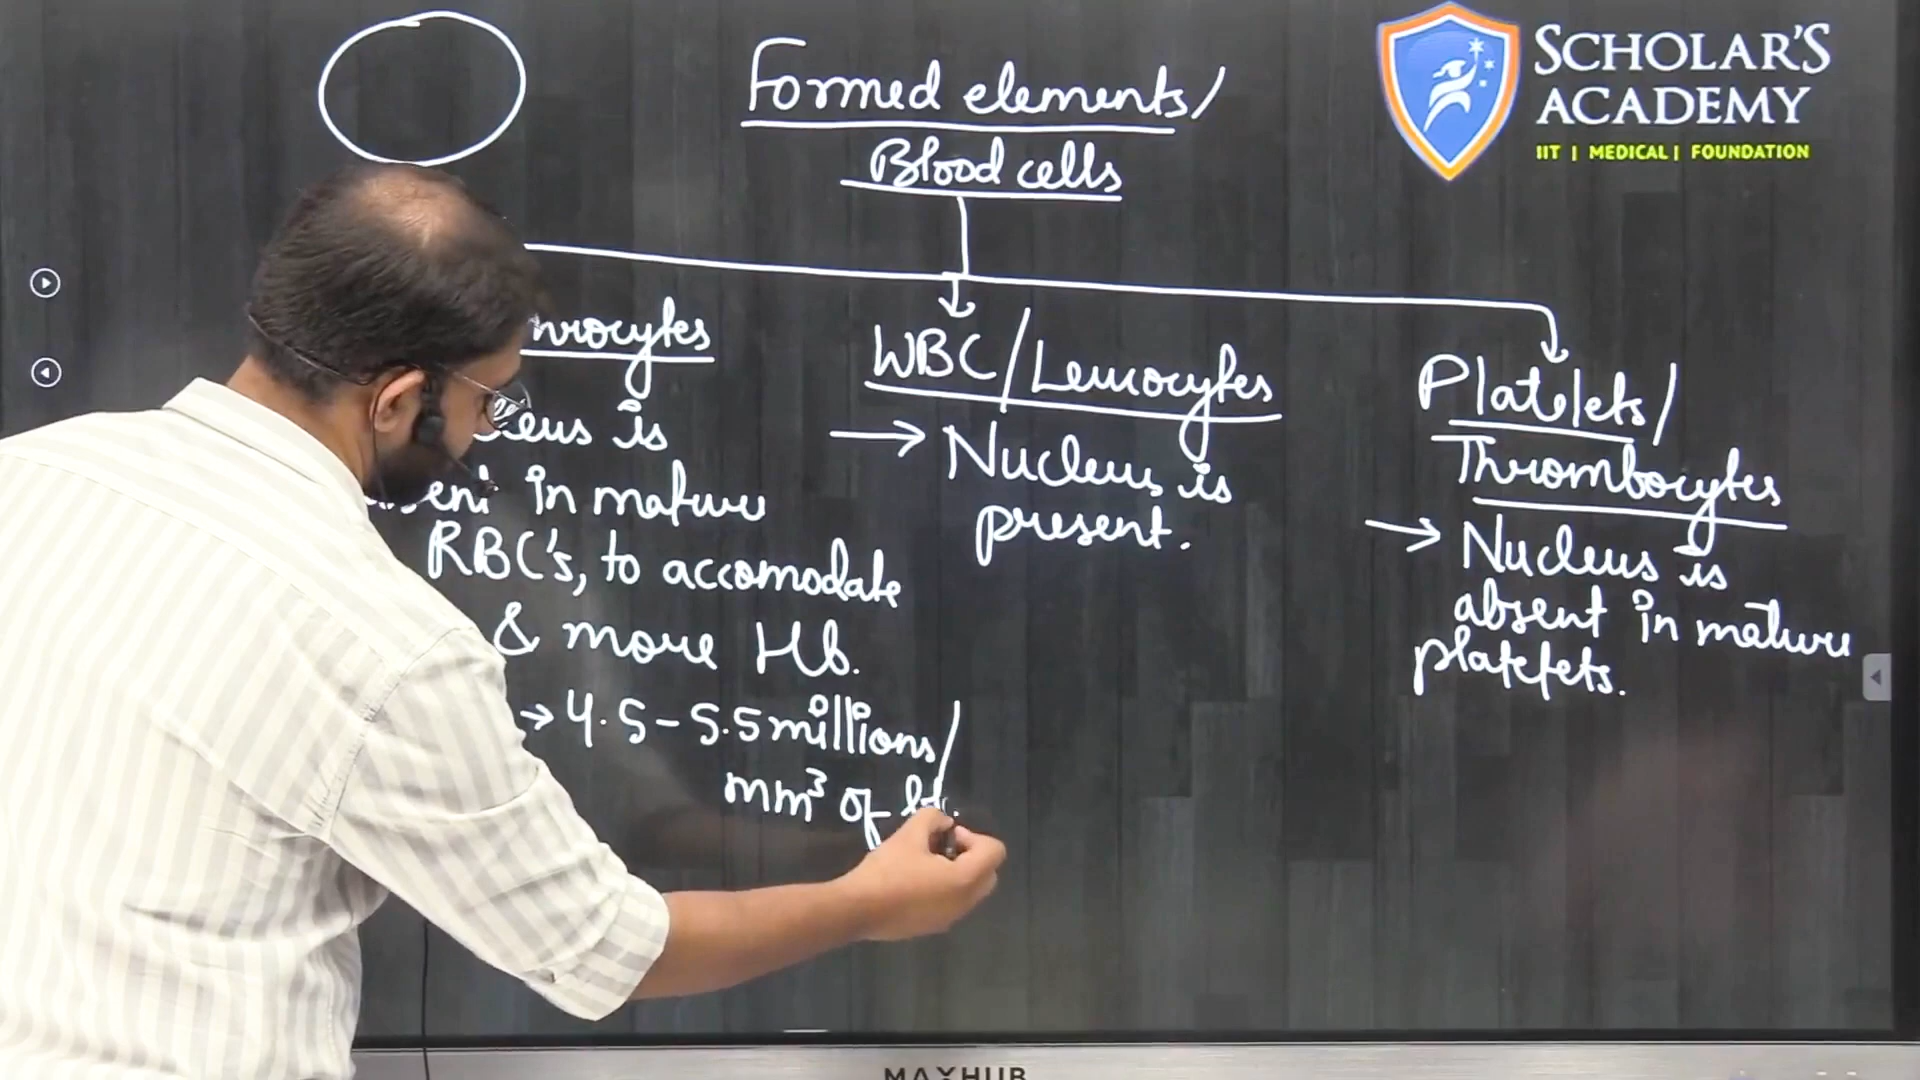 SCHOLAR'S
ACADEMY
IIT | MEDICAL | FOUNDATION
Formed elements/
Blood cells
WBC/Leucocytes
→ Nucleus is
present.
Platelets/
Thrombocytes
→ Nucleus is
absent in mature
platelets.
is
in mature
RBC's, to accomodate
& more Hb.
→ 4.5-5.5 millions/
mm³ of
MAXHUB